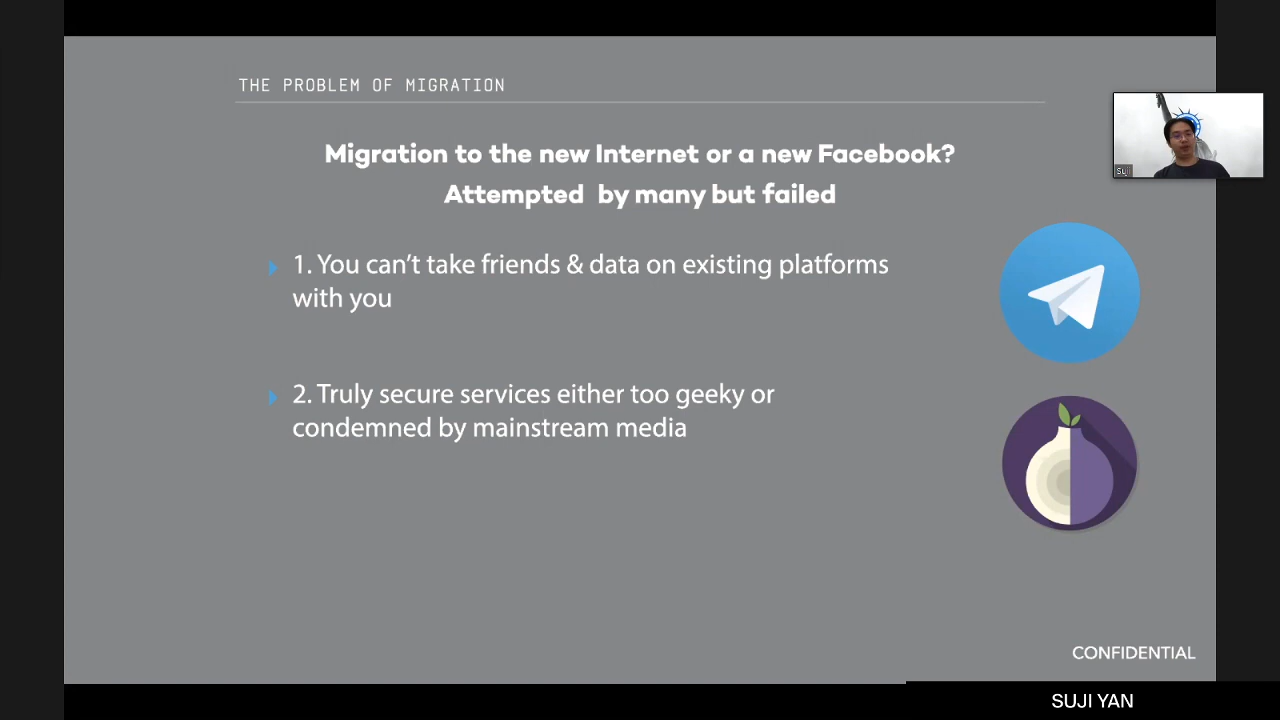 THE PROBLEM OF MIGRATION
Migration to the new Internet or a new Facebook?
Attempted by many but failed
1. You can’t take friends & data on existing platforms
with you
2. Truly secure services either too geeky or
condemned by mainstream media
Suji
CONFIDENTIAL
SUJI YAN